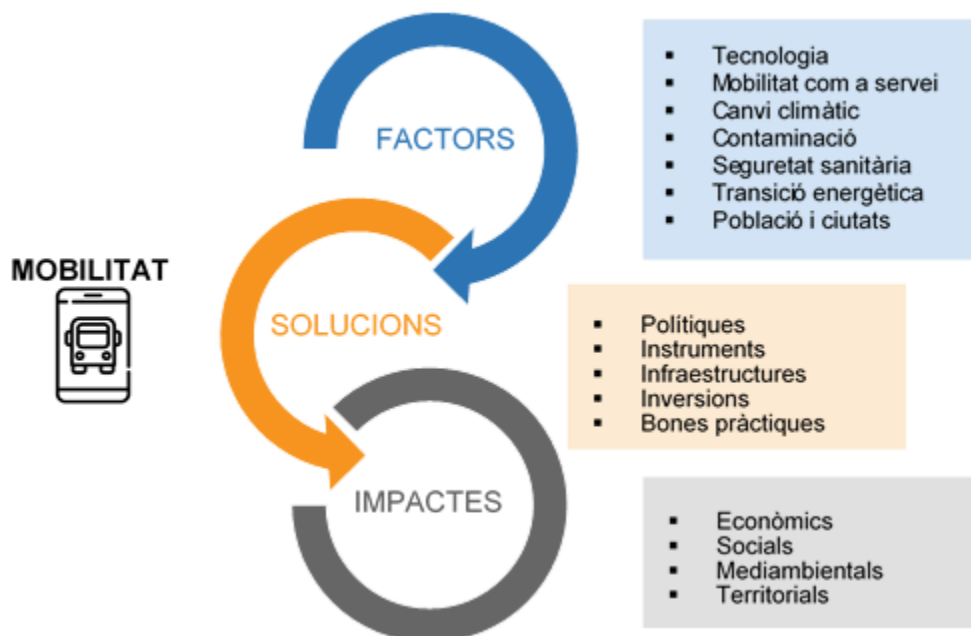 MOBILITAT
FACTORS
▪ Tecnologia
▪ Mobilitat com a servei
▪ Canvi climàtic
▪ Contaminació
▪ Seguretat sanitària
▪ Transició energètica
▪ Població i ciutats
SOLUCIONS
▪ Polítiques
▪ Instruments
▪ Infraestructures
▪ Inversions
▪ Bones pràctiques
IMPACTES
▪ Econòmics
▪ Socials
▪ Mediambientals
▪ Territorials